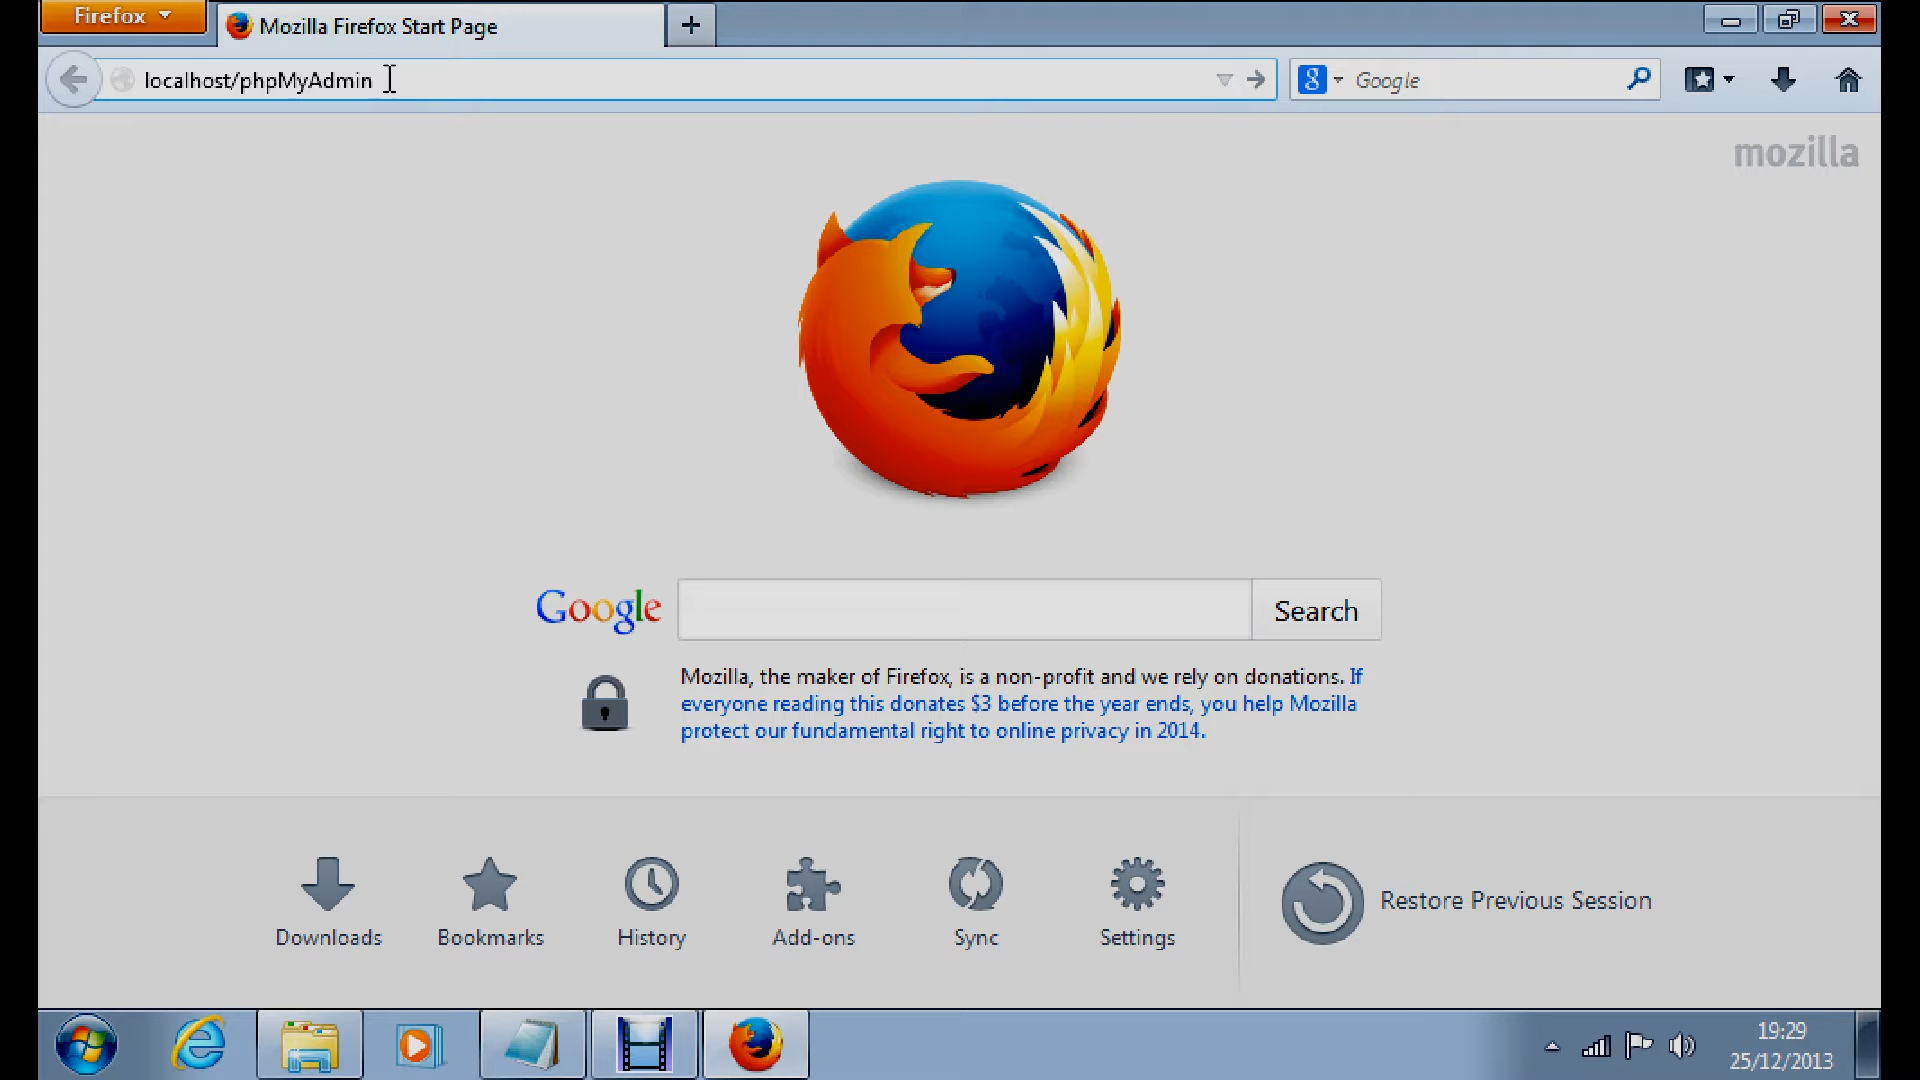 Firefox
Mozilla Firefox Start Page
localhost/phpMyAdmin
Google
mozilla
Google
Search
Mozilla, the maker of Firefox, is a non-profit and we rely on donations. If
everyone reading this donates $3 before the year ends, you help Mozilla
protect our fundamental right to online privacy in 2014.
Downloads
Bookmarks
History
Add-ons
Sync
Settings
Restore Previous Session
19:29
25/12/2013